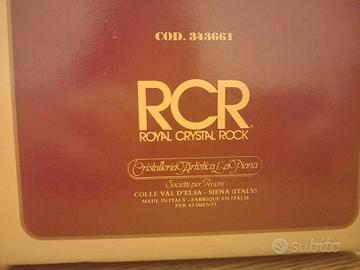 COD. 343661
RCR
ROYAL CRYSTAL ROCK
Cristalleria Artistica La Piana
Società per Azioni
COLLE VAL D'ELSA - SIENA (ITALY)
MADE IN ITALY - FABRIQUÉ EN ITALIE
PER ALIMENTI
subito